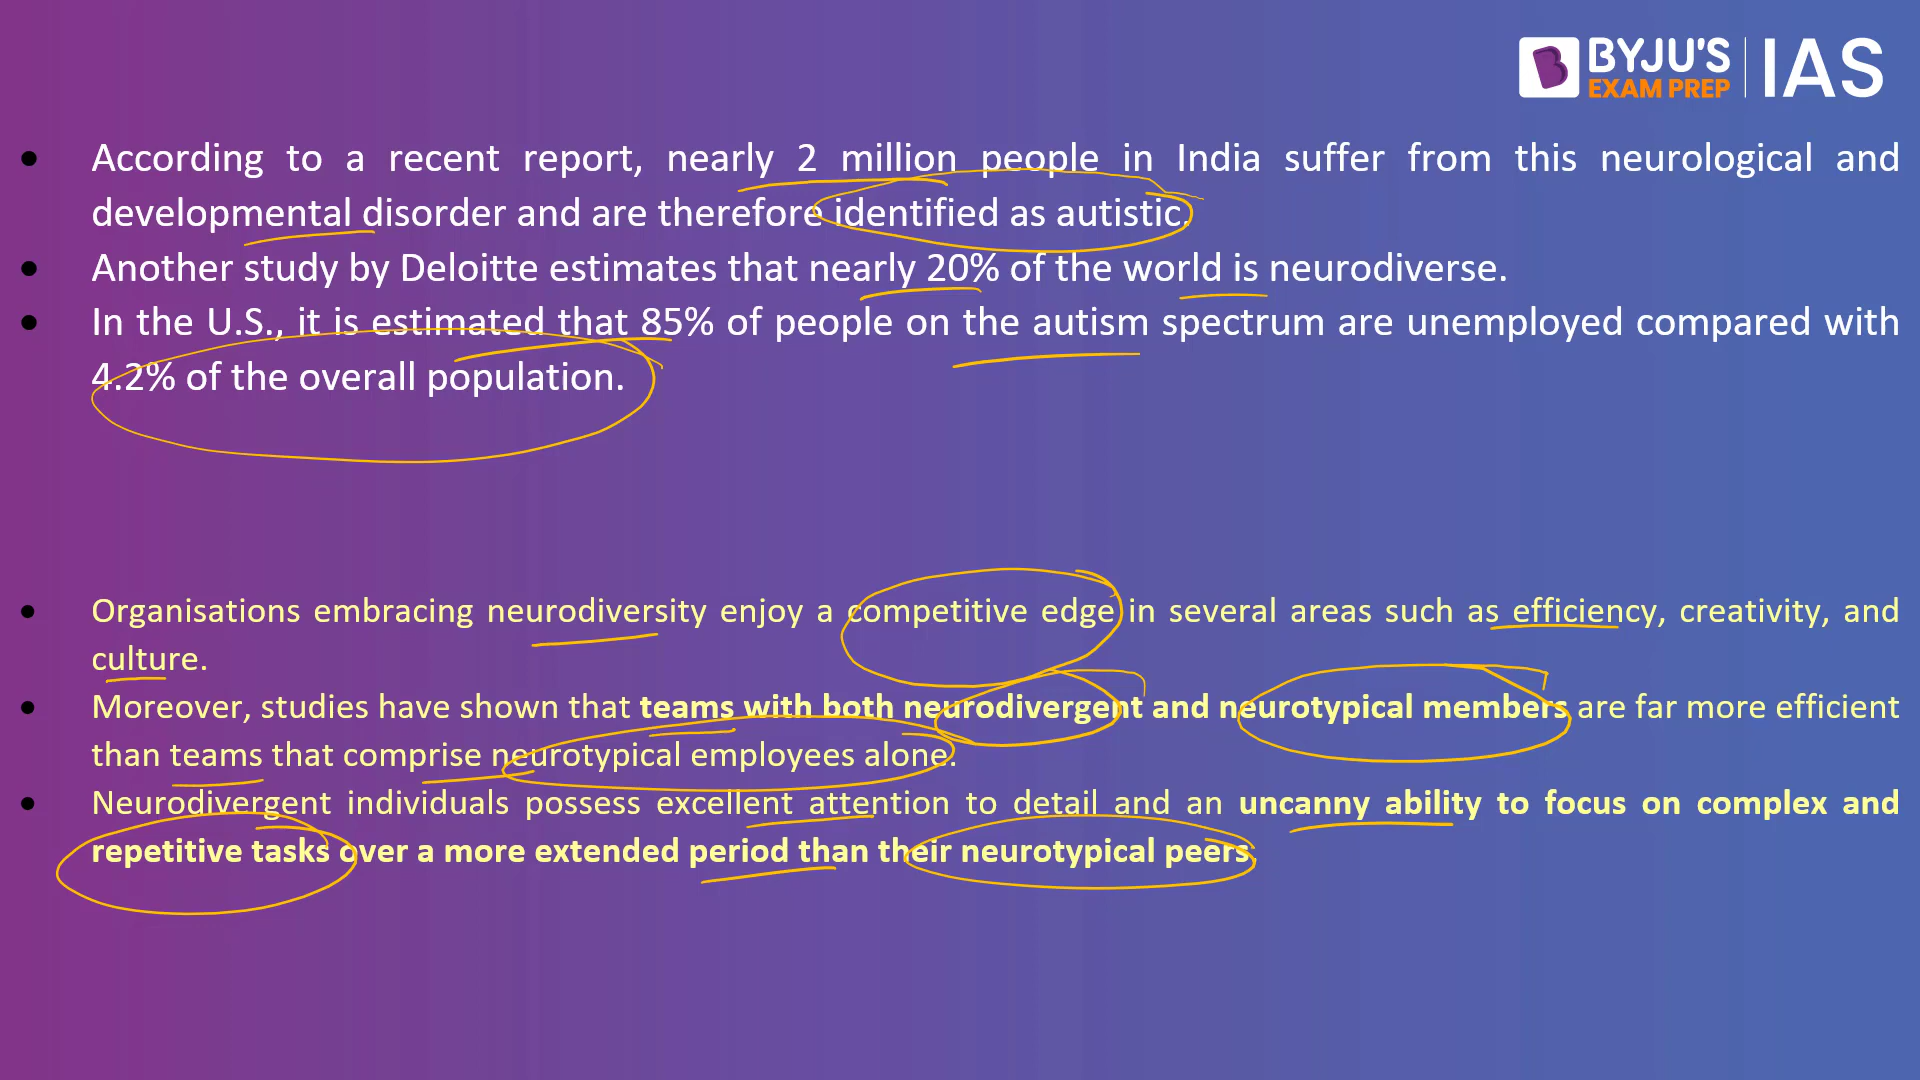 BYJU'S
EXAM PREP
IAS
• According to a recent report, nearly 2 million people in India suffer from this neurological and
developmental disorder and are therefore identified as autistic.
• Another study by Deloitte estimates that nearly 20% of the world is neurodiverse.
• In the U.S., it is estimated that 85% of people on the autism spectrum are unemployed compared with
4.2% of the overall population.
• Organisations embracing neurodiversity enjoy a competitive edge in several areas such as efficiency, creativity, and
culture.
• Moreover, studies have shown that teams with both neurodivergent and neurotypical members are far more efficient
than teams that comprise neurotypical employees alone.
• Neurodivergent individuals possess excellent attention to detail and an uncanny ability to focus on complex and
repetitive tasks over a more extended period than their neurotypical peers.